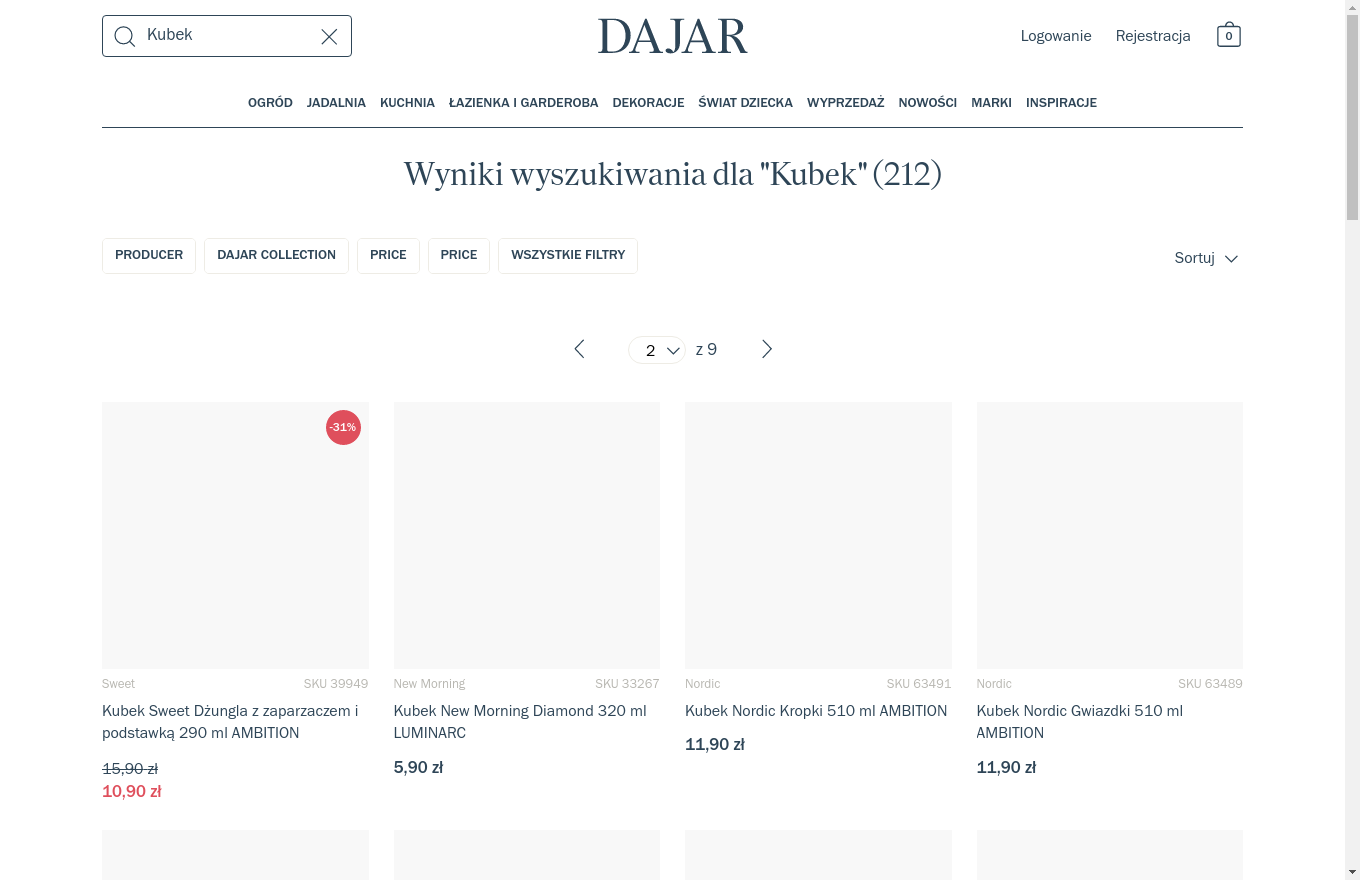 Kubek
DAJAR
Logowanie
Rejestracja
0
OGRÓD JADALNIA KUCHNIA ŁAZIENKA I GARDEROBA DEKORACJE ŚWIAT DZIECKA WYPRZEDAŻ NOWOŚCI MARKI INSPIRACJE
Wyniki wyszukiwania dla "Kubek" (212)
PRODUCER
DAJAR COLLECTION
PRICE
PRICE
WSZYSTKIE FILTRY
Sortuj
2 z 9
-31%
Sweet SKU 39949
Kubek Sweet Dżungla z zaparzaczem i
podstawką 290 ml AMBITION
15,90 zł
10,90 zł
New Morning SKU 33267
Kubek New Morning Diamond 320 ml
LUMINARC
5,90 zł
Nordic SKU 63491
Kubek Nordic Kropki 510 ml AMBITION
11,90 zł
Nordic SKU 63489
Kubek Nordic Gwiazdki 510 ml
AMBITION
11,90 zł